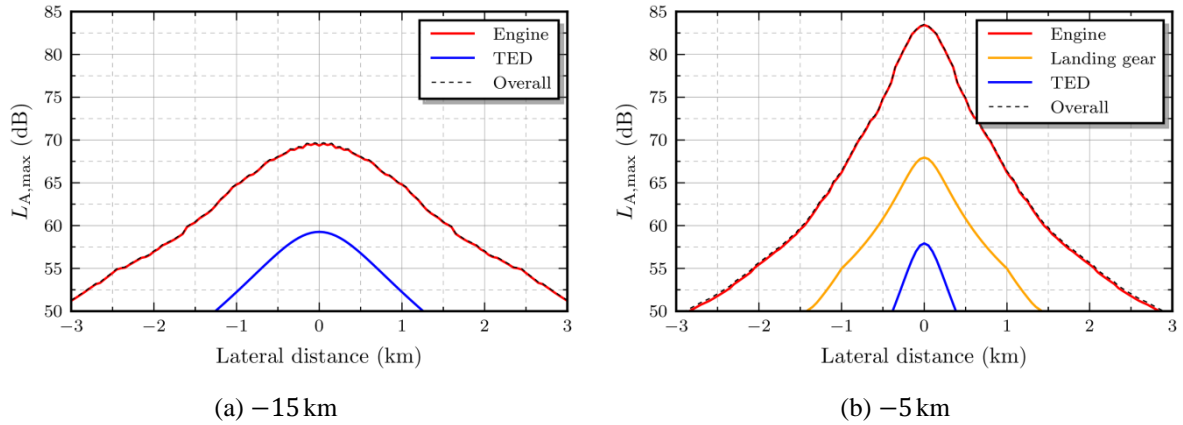 85
80
75
70
65
60
55
50
L_A,max (dB)
−3 −2 −1 0 1 2 3
Lateral distance (km)
Engine
TED
Overall
(a) −15 km
85
80
75
70
65
60
55
50
L_A,max (dB)
−3 −2 −1 0 1 2 3
Lateral distance (km)
Engine
Landing gear
TED
Overall
(b) −5 km